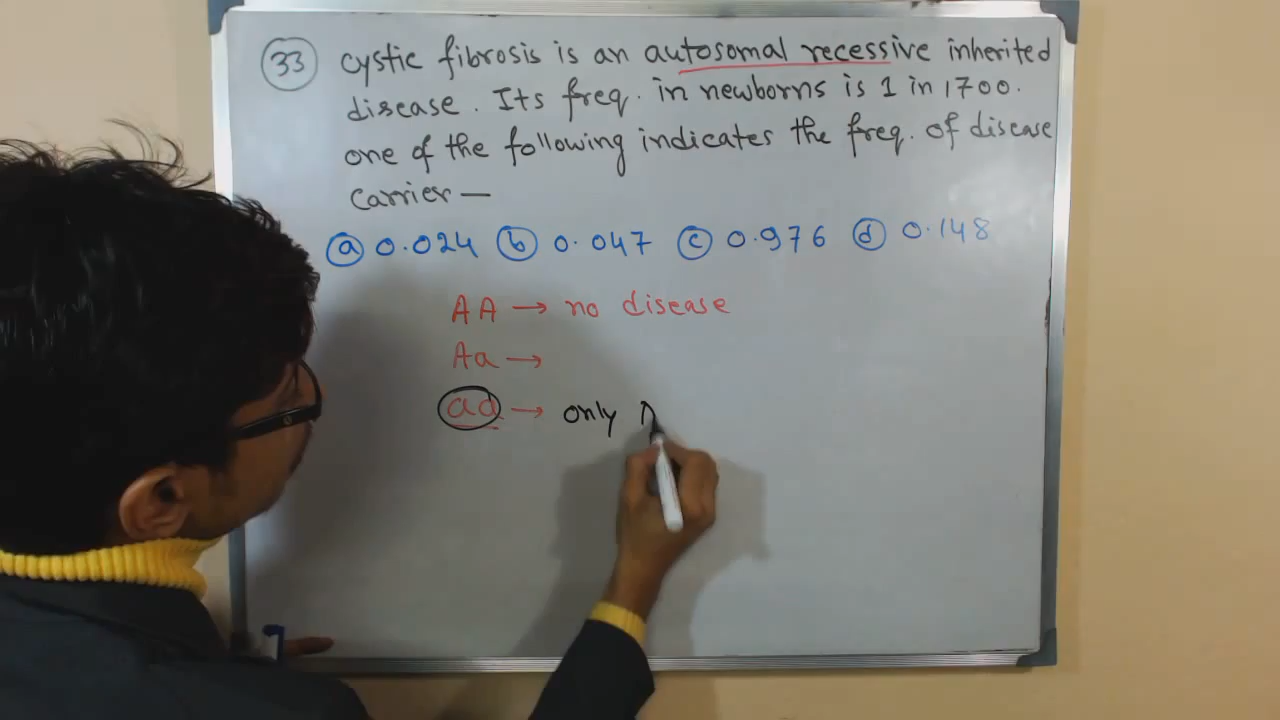 33 cystic fibrosis is an autosomal recessive inherited
disease. Its freq. in newborns is 1 in 1700.
one of the following indicates the freq. of disease
carrier —
a 0.024 b 0.047 c 0.976 d 0.148
AA → no disease
Aa →
aa → only